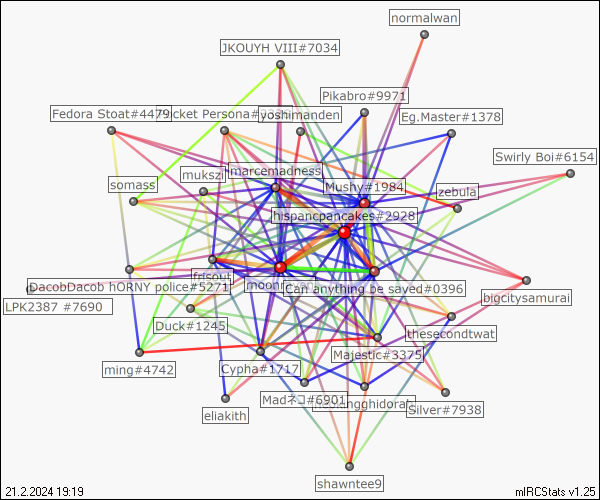 normalwan
JKOUYH VIII#7034
Pikabro#9971
Fedora Stoat#4479
Pocket Persona#
yoshimanden
Eg.Master#1378
Swirly Boi#6154
mukszi
marcemadness
somass
Mushy#1984
zebula
hispancpancakes#2928
frisout
DacobDacob hORNY police#5271
Can anything be saved#0396
bigcitysamurai
LPK2387 #7690
Duck#1245
thesecondtwat
Majestic#3375
ming#4742
Cypha#1717
Madネコ#6901
Silver#7938
eliakith
shawntee9
21.2.2024 19:19
mIRCStats v1.25